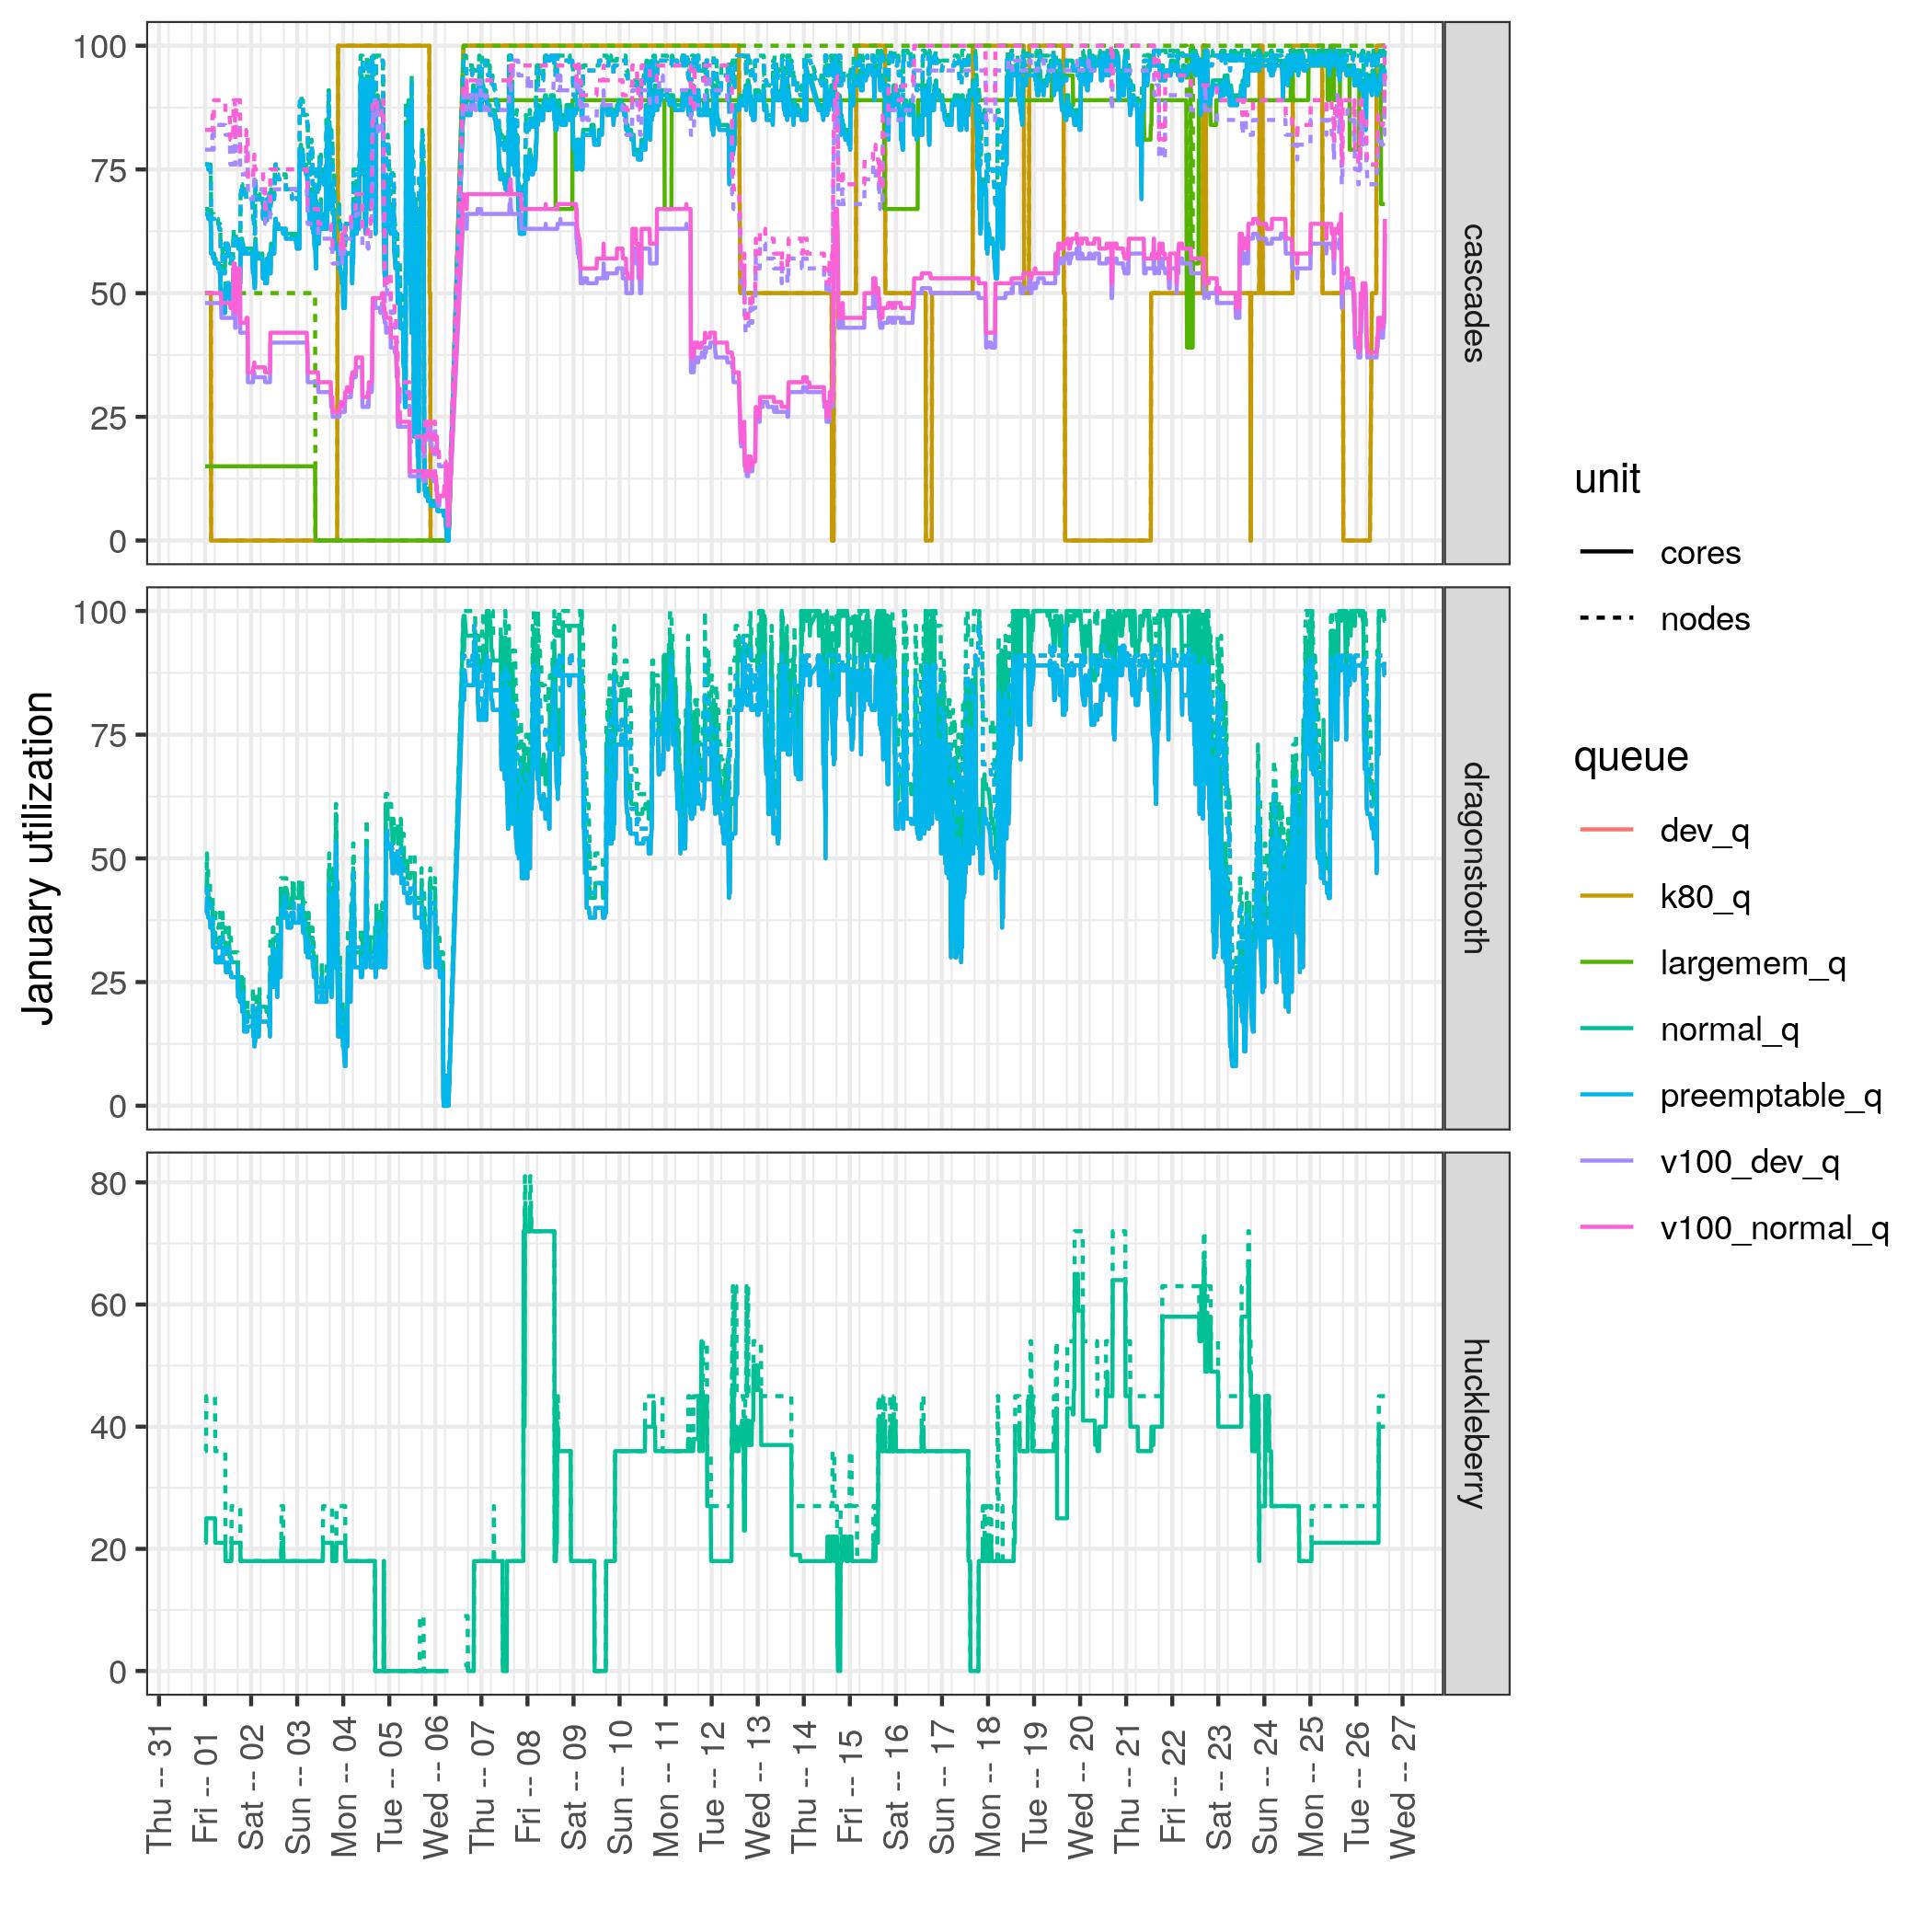 January utilization
100
75
50
25
0
cascades
100
75
50
25
0
dragonstooth
80
60
40
20
0
huckleberry
Thu -- 31
Fri -- 01
Sat -- 02
Sun -- 03
Mon -- 04
Tue -- 05
Wed -- 06
Thu -- 07
Fri -- 08
Sat -- 09
Sun -- 10
Mon -- 11
Tue -- 12
Wed -- 13
Thu -- 14
Fri -- 15
Sat -- 16
Sun -- 17
Mon -- 18
Tue -- 19
Wed -- 20
Thu -- 21
Fri -- 22
Sat -- 23
Sun -- 24
Mon -- 25
Tue -- 26
Wed -- 27
unit
cores
nodes
queue
dev_q
k80_q
largemem_q
normal_q
preemptable_q
v100_dev_q
v100_normal_q